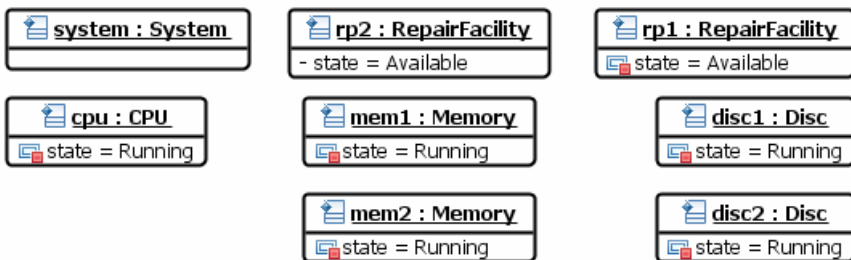 system : System
rp2 : RepairFacility
- state = Available
rp1 : RepairFacility
state = Available
cpu : CPU
state = Running
mem1 : Memory
state = Running
disc1 : Disc
state = Running
mem2 : Memory
state = Running
disc2 : Disc
state = Running